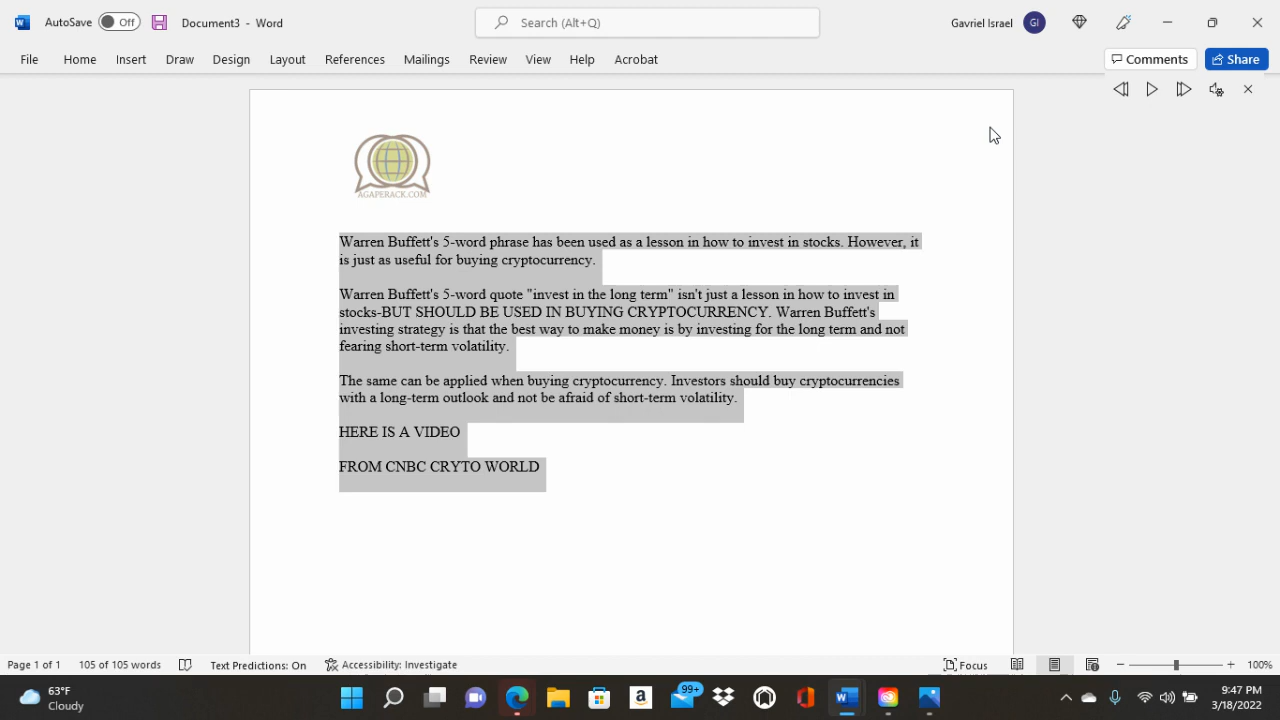 AutoSave Off Document3 - Word Search (Alt+Q) Gavriel Israel GI
File Home Insert Draw Design Layout References Mailings Review View Help Acrobat Comments Share
AGAPERACK.COM
Warren Buffett's 5-word phrase has been used as a lesson in how to invest in stocks. However, it
is just as useful for buying cryptocurrency.
Warren Buffett's 5-word quote "invest in the long term" isn't just a lesson in how to invest in
stocks-BUT SHOULD BE USED IN BUYING CRYPTOCURRENCY. Warren Buffett's
investing strategy is that the best way to make money is by investing for the long term and not
fearing short-term volatility.
The same can be applied when buying cryptocurrency. Investors should buy cryptocurrencies
with a long-term outlook and not be afraid of short-term volatility.
HERE IS A VIDEO
FROM CNBC CRYTO WORLD
Page 1 of 1 105 of 105 words Text Predictions: On Accessibility: Investigate Focus 100%
63°F
Cloudy
99+
9:47 PM
3/18/2022